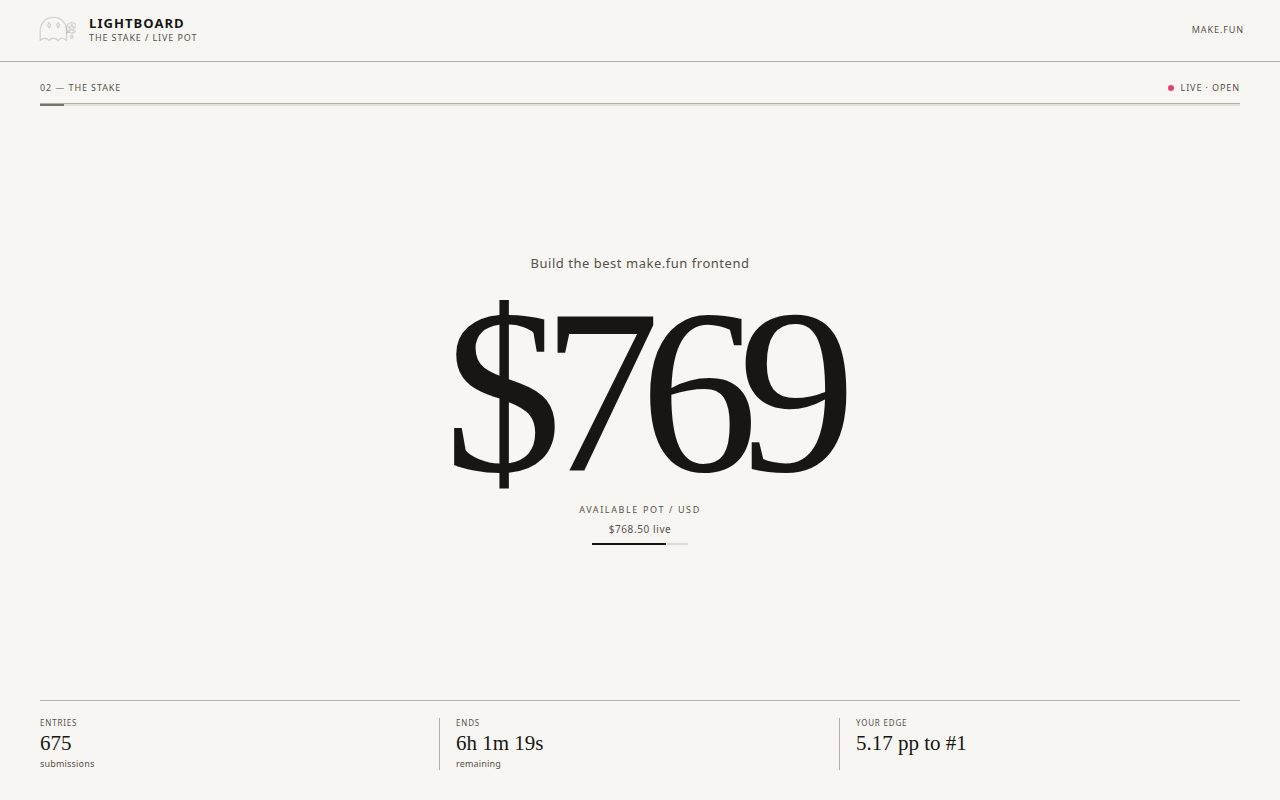 LIGHTBOARD
THE STAKE / LIVE POT
MAKE.FUN
02 — THE STAKE
LIVE · OPEN
Build the best make.fun frontend
$769
AVAILABLE POT / USD
$768.50 live
ENTRIES
675
submissions
ENDS
6h 1m 19s
remaining
YOUR EDGE
5.17 pp to #1